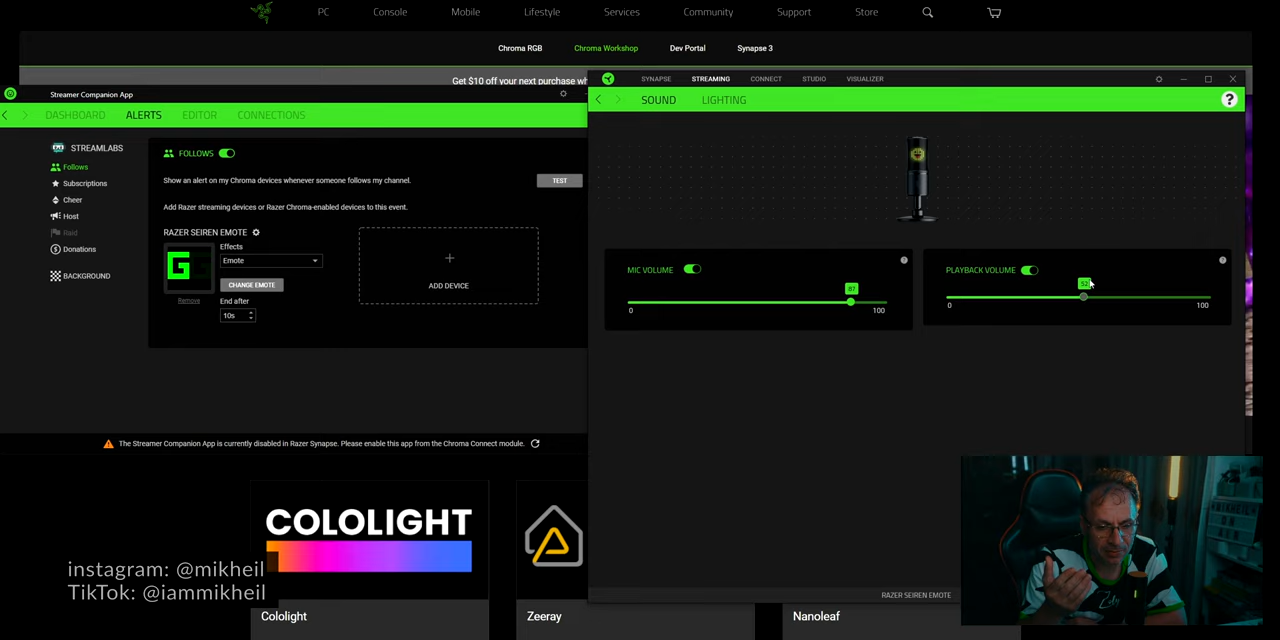 PC Console Mobile Lifestyle Services Community Support Store
Chroma RGB Chroma Workshop Dev Portal Synapse 3
Get $10 off your next purchase wh
Streamer Companion App
DASHBOARD ALERTS EDITOR CONNECTIONS
STREAMLABS
Follows
Subscriptions
Cheer
Host
Raid
Donations
BACKGROUND
FOLLOWS
Show an alert on my Chroma devices whenever someone follows my channel.
TEST
Add Razer streaming devices or Razer Chroma-enabled devices to this event.
RAZER SEIREN EMOTE
Effects
Emote
CHANGE EMOTE
Remove
End after
10s
+
ADD DEVICE
The Streamer Companion App is currently disabled in Razer Synapse. Please enable this app from the Chroma Connect module.
SYNAPSE STREAMING CONNECT STUDIO VISUALIZER
SOUND LIGHTING
?
MIC VOLUME
87
0 100
PLAYBACK VOLUME
52
0 100
RAZER SEIREN EMOTE
COLOLIGHT
Cololight
Zeeray
Nanoleaf
instagram: @mikheil
TikTok: @iammikheil